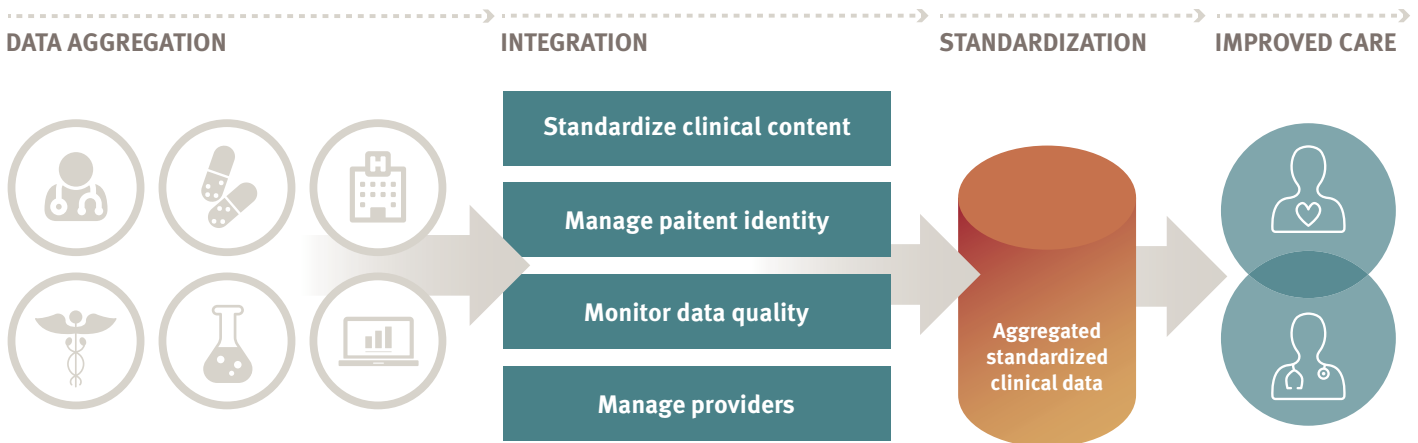 DATA AGGREGATION
INTEGRATION
STANDARDIZATION
IMPROVED CARE
H
Standardize clinical content
Manage paitent identity
Monitor data quality
Manage providers
Aggregated
standardized
clinical data